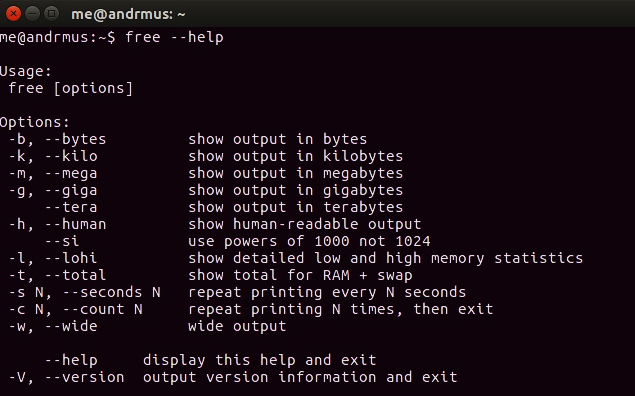 me@andrmus: ~
me@andrmus:~$ free --help

Usage:
 free [options]

Options:
 -b, --bytes         show output in bytes
 -k, --kilo          show output in kilobytes
 -m, --mega          show output in megabytes
 -g, --giga          show output in gigabytes
     --tera          show output in terabytes
 -h, --human         show human-readable output
     --si            use powers of 1000 not 1024
 -l, --lohi          show detailed low and high memory statistics
 -t, --total         show total for RAM + swap
 -s N, --seconds N   repeat printing every N seconds
 -c N, --count N     repeat printing N times, then exit
 -w, --wide          wide output

     --help     display this help and exit
 -V, --version  output version information and exit